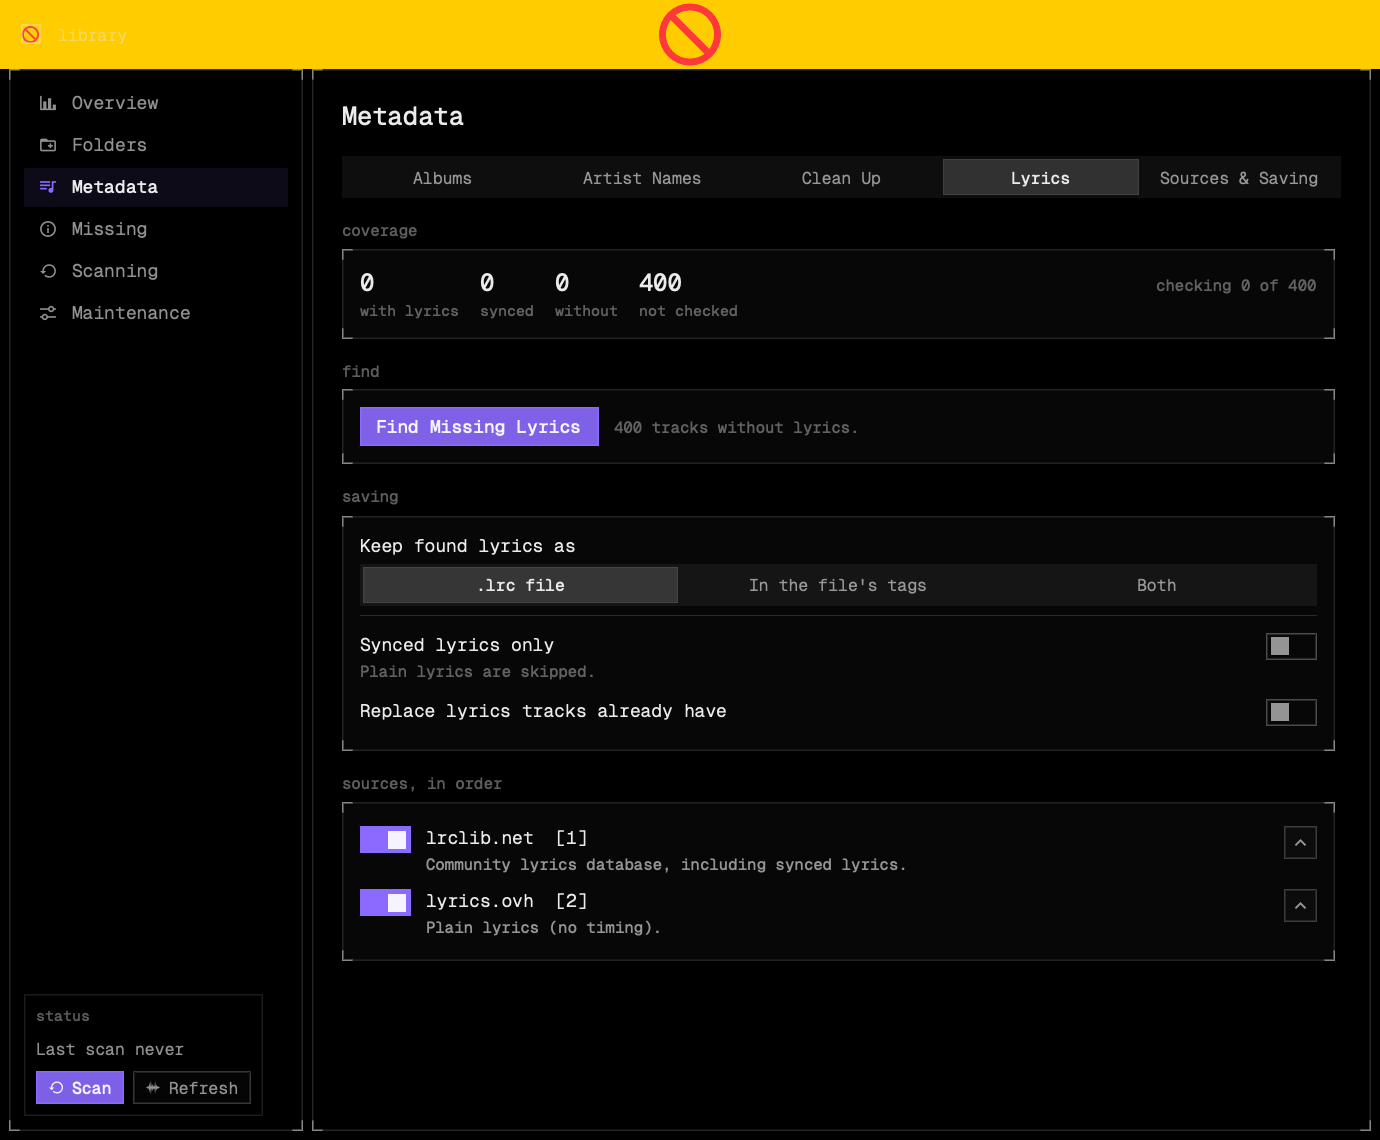 library
Overview
Folders
Metadata
Missing
Scanning
Maintenance
status
Last scan never
Scan
Refresh
Metadata
Albums
Artist Names
Clean Up
Lyrics
Sources & Saving
coverage
0
with lyrics
0
synced
0
without
400
not checked
checking 0 of 400
find
Find Missing Lyrics
400 tracks without lyrics.
saving
Keep found lyrics as
.lrc file
In the file's tags
Both
Synced lyrics only
Plain lyrics are skipped.
Replace lyrics tracks already have
sources, in order
lrclib.net [1]
Community lyrics database, including synced lyrics.
lyrics.ovh [2]
Plain lyrics (no timing).